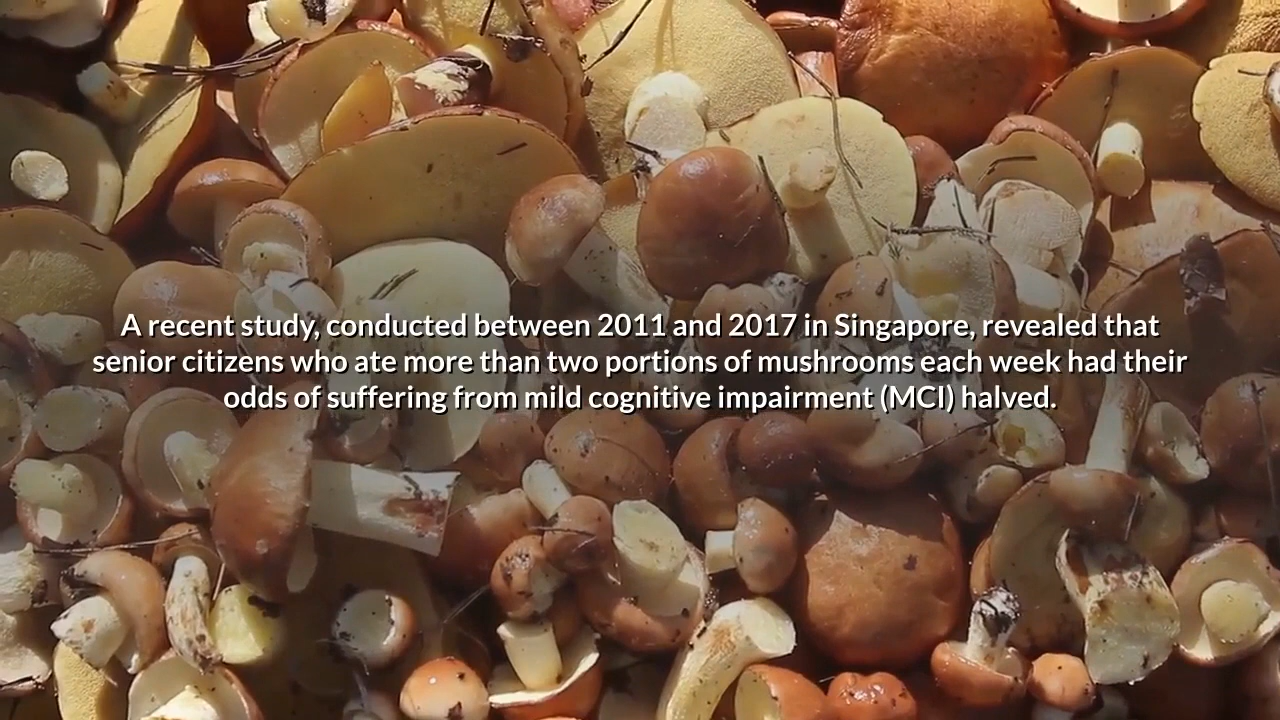 A recent study, conducted between 2011 and 2017 in Singapore, revealed that
senior citizens who ate more than two portions of mushrooms each week had their
odds of suffering from mild cognitive impairment (MCI) halved.